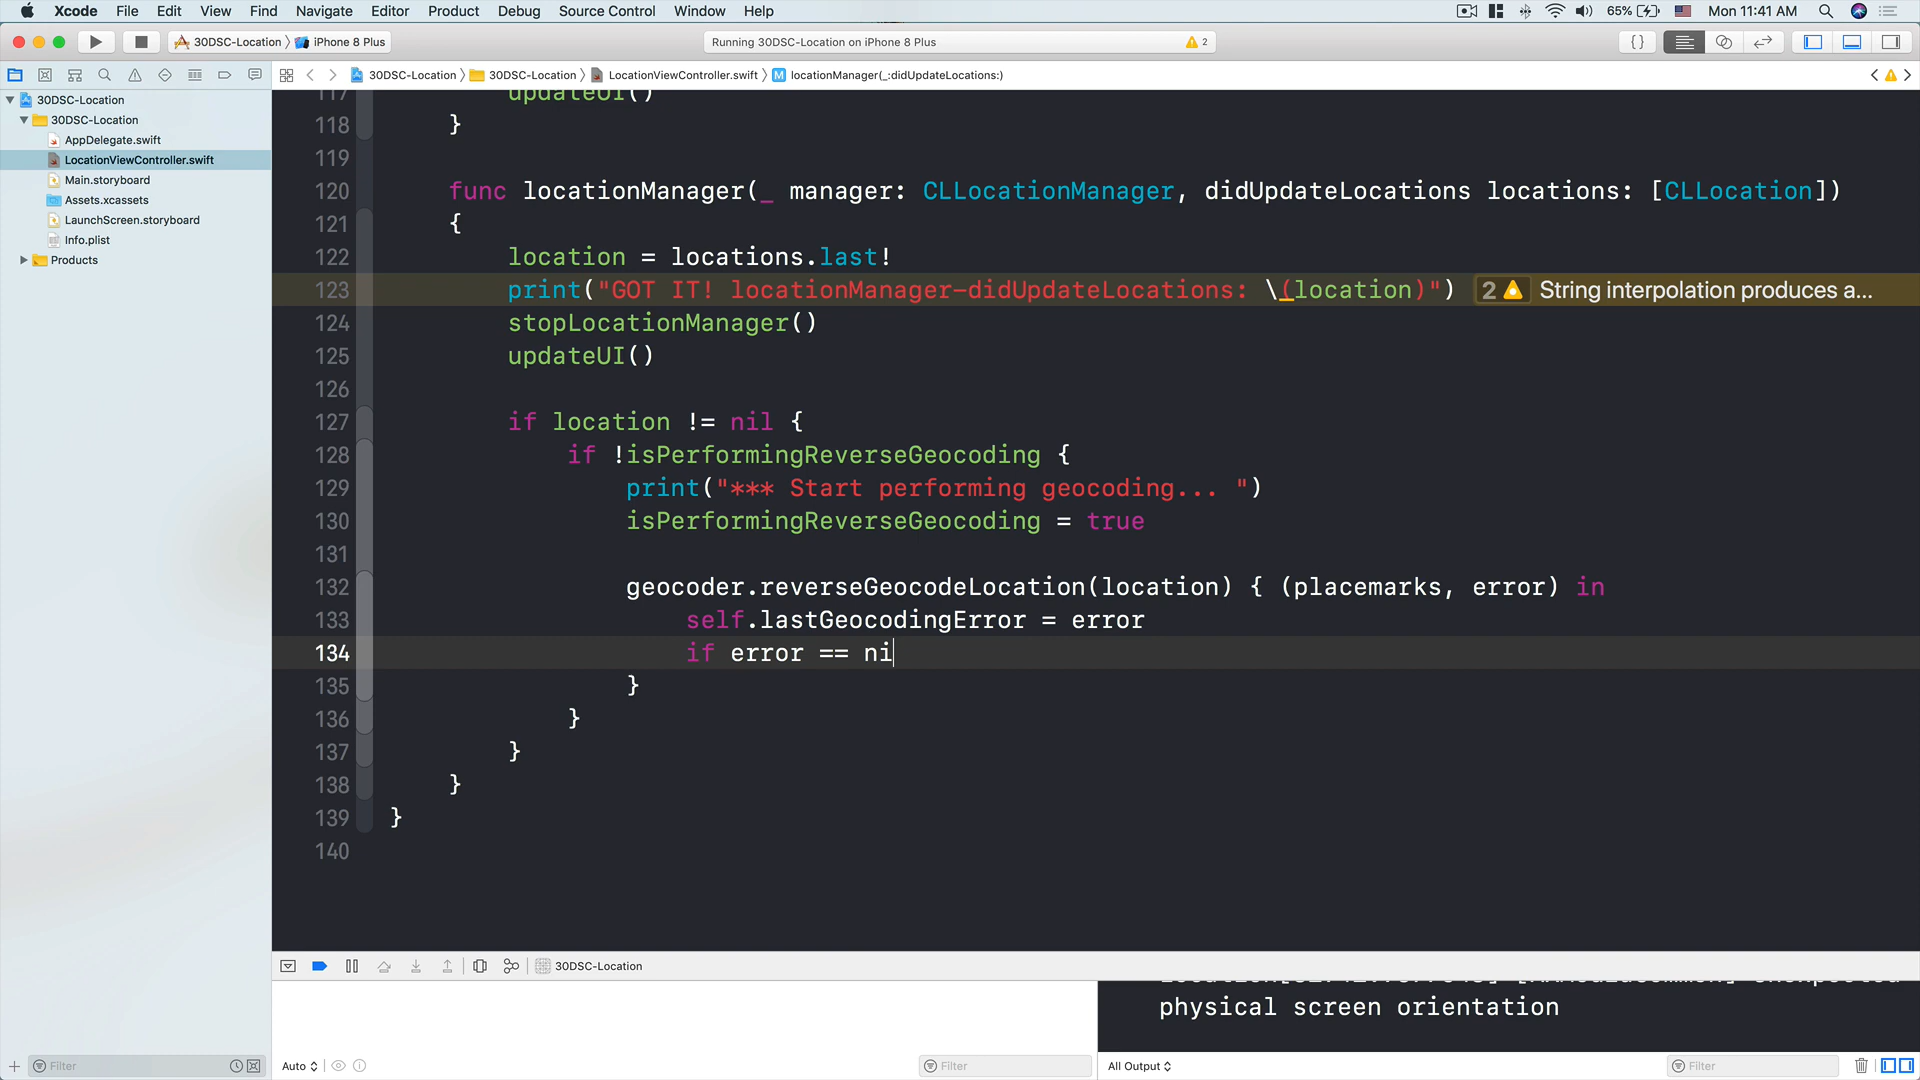 Xcode File Edit View Find Navigate Editor Product Debug Source Control Window Help 65% Mon 11:41 AM
30DSC-Location iPhone 8 Plus Running 30DSC-Location on iPhone 8 Plus 2
30DSC-Location 30DSC-Location LocationViewController.swift M locationManager(_:didUpdateLocations:)
30DSC-Location
30DSC-Location
AppDelegate.swift
LocationViewController.swift
Main.storyboard
Assets.xcassets
LaunchScreen.storyboard
Info.plist
Products
117 updateUI()
118 }
119
120 func locationManager(_ manager: CLLocationManager, didUpdateLocations locations: [CLLocation])
121 {
122 location = locations.last!
123 print("GOT IT! locationManager-didUpdateLocations: \(location)") 2 String interpolation produces a...
124 stopLocationManager()
125 updateUI()
126
127 if location != nil {
128 if !isPerformingReverseGeocoding {
129 print("*** Start performing geocoding... ")
130 isPerformingReverseGeocoding = true
131
132 geocoder.reverseGeocodeLocation(location) { (placemarks, error) in
133 self.lastGeocodingError = error
134 if error == ni
135 }
136 }
137 }
138 }
139 }
140
30DSC-Location
physical screen orientation
Filter Auto Filter All Output Filter